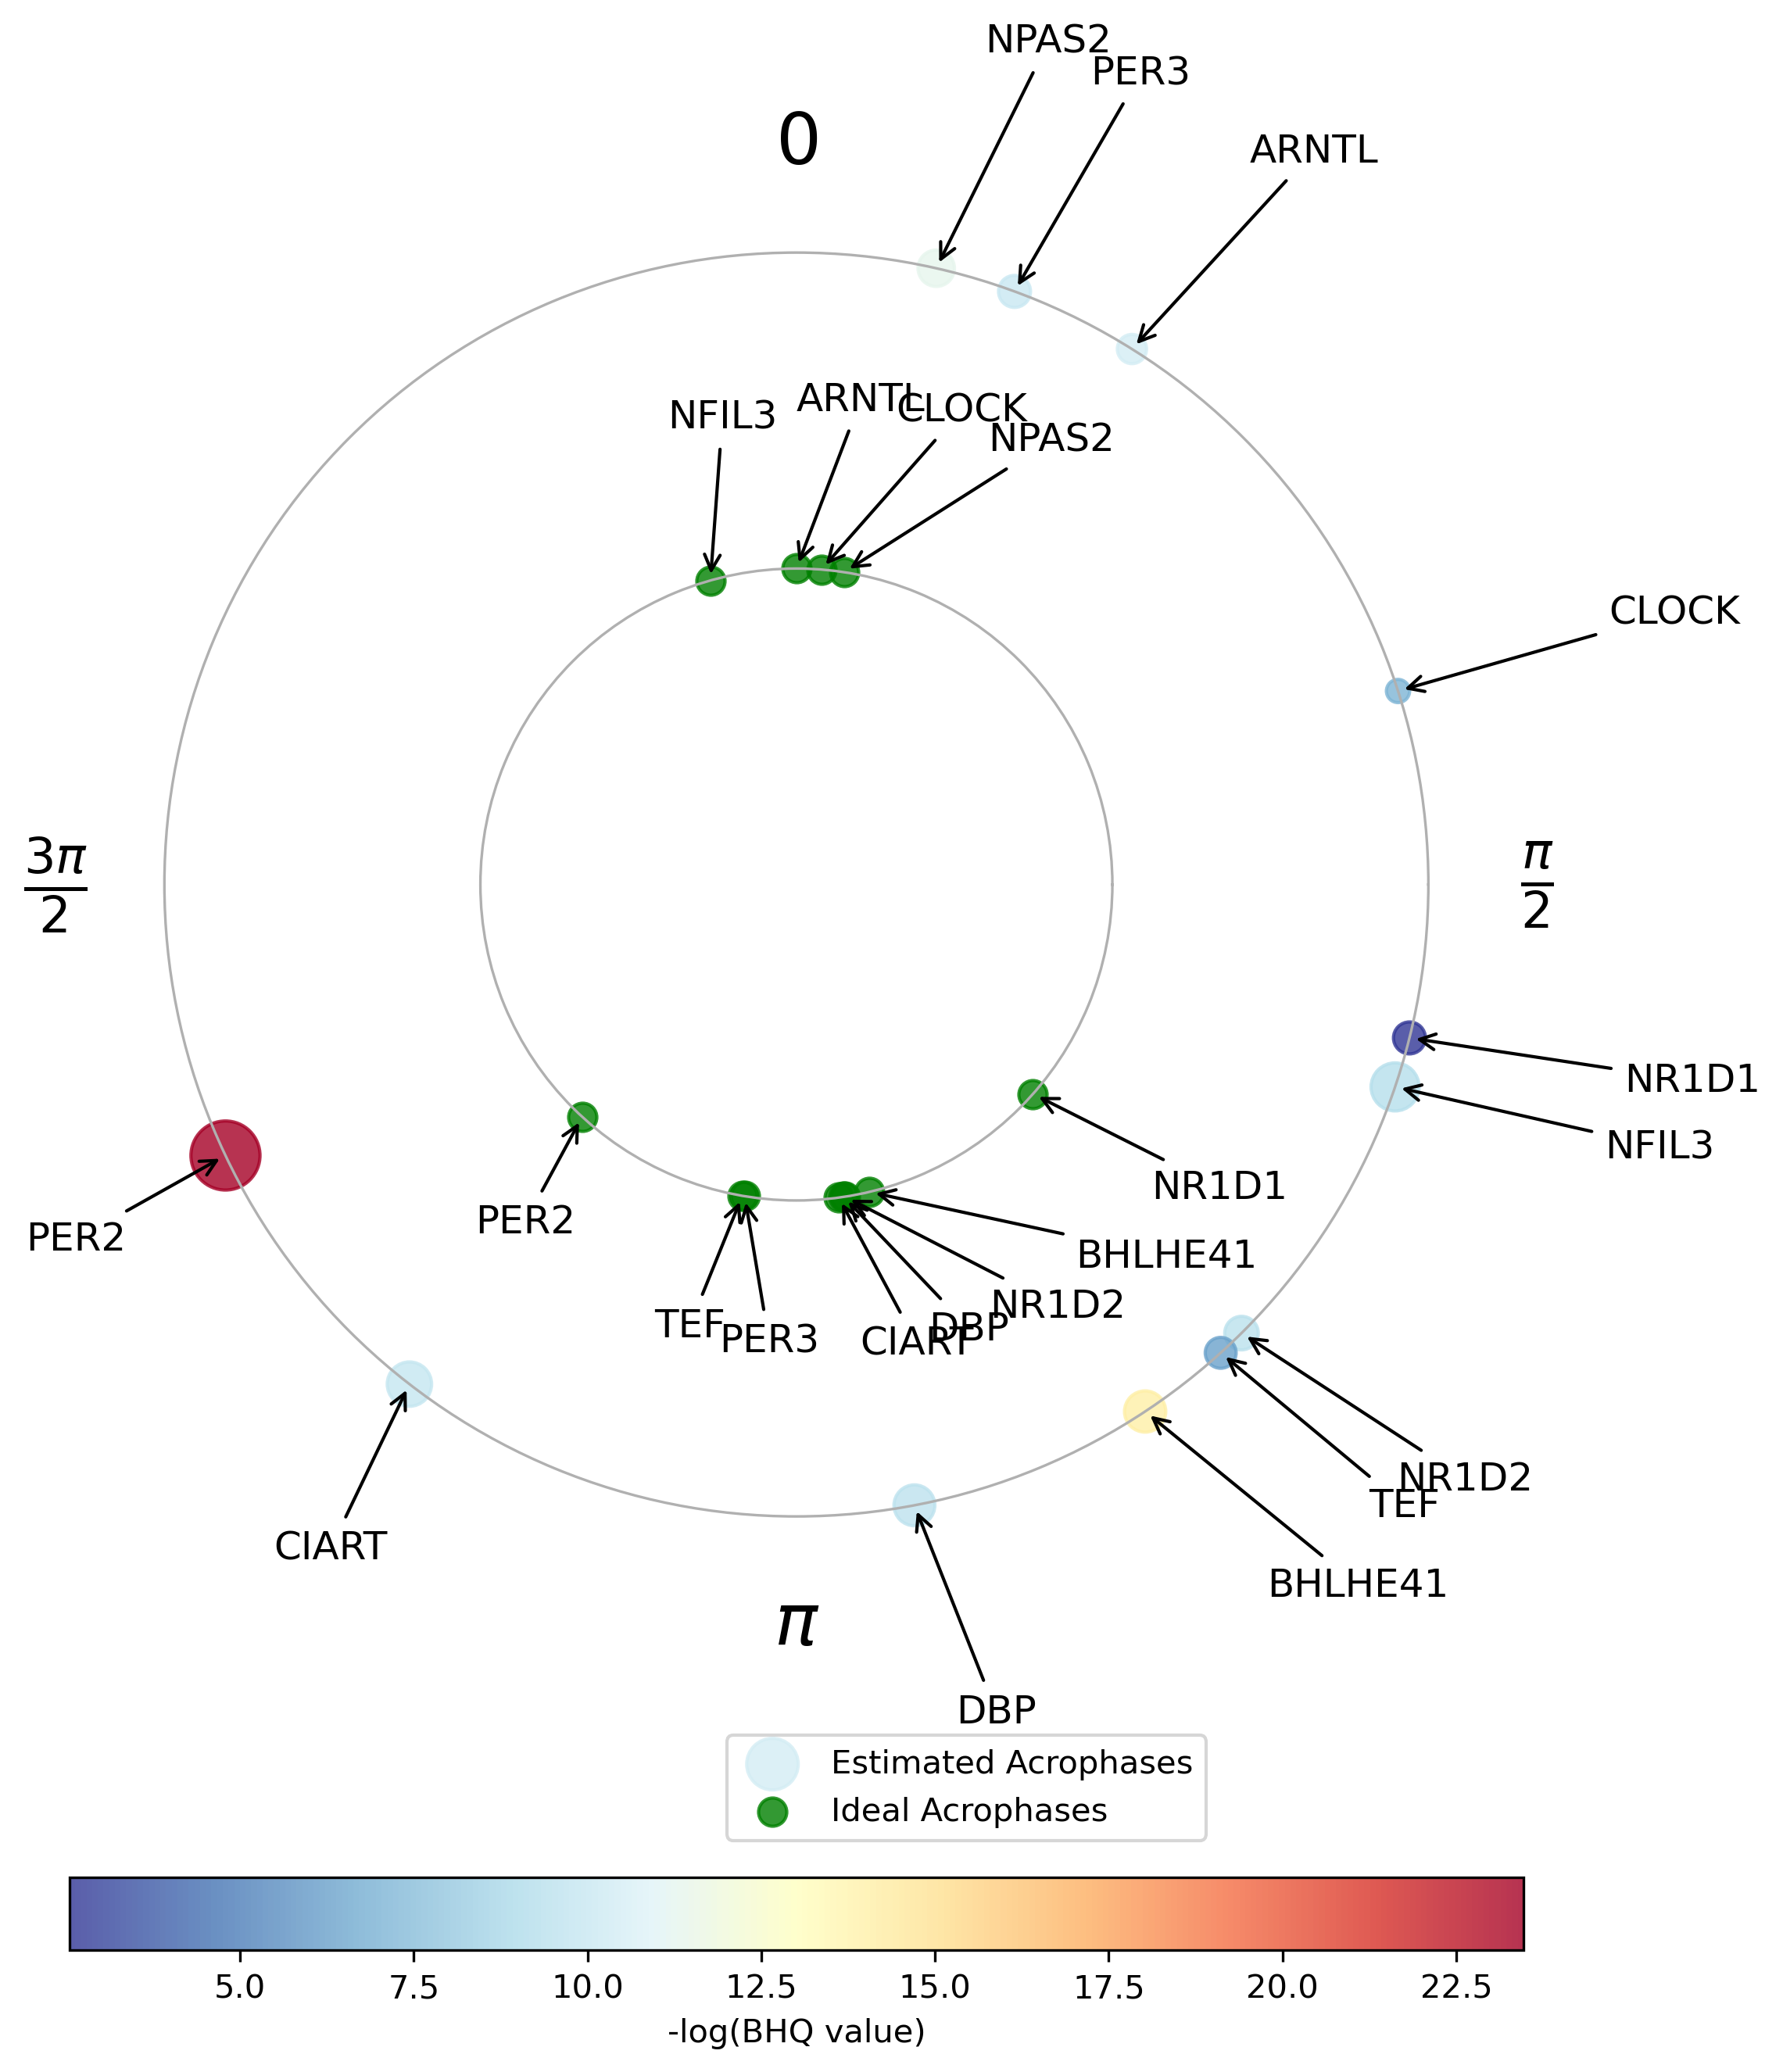 NPAS2
PER3
0
ARNTL
ARNTL
NFIL3
CLOCK
NPAS2
CLOCK
3π
2
π
2
NR1D1
NFIL3
NR1D1
PER2
PER2
BHLHE41
NR1D2
TEF
DBP
PER3
CIART
NR1D2
TEF
CIART
BHLHE41
π
DBP
Estimated Acrophases
Ideal Acrophases
5.0 7.5 10.0 12.5 15.0 17.5 20.0 22.5
-log(BHQ value)